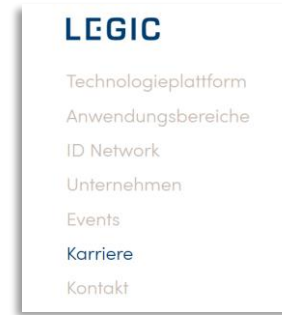 LEGIC
Technologieplattform
Anwendungsbereiche
ID Network
Unternehmen
Events
Karriere
Kontakt